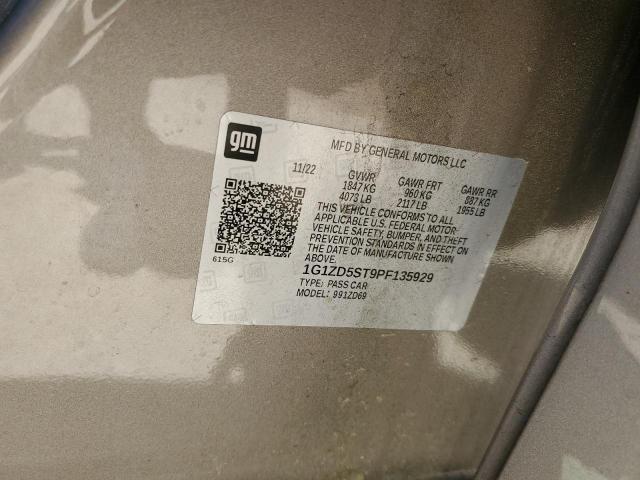 gm
MFD BY GENERAL MOTORS LLC
11/22 GVWR GAWR FRT GAWR RR
1847 KG 960 KG 887 KG
4073 LB 2117 LB 1955 LB
THIS VEHICLE CONFORMS TO ALL
APPLICABLE U.S. FEDERAL MOTOR
VEHICLE SAFETY, BUMPER, AND THEFT
PREVENTION STANDARDS IN EFFECT ON
THE DATE OF MANUFACTURE SHOWN
ABOVE.
615G
1G1ZD5ST9PF135929
TYPE: PASS CAR
MODEL: 991ZD69